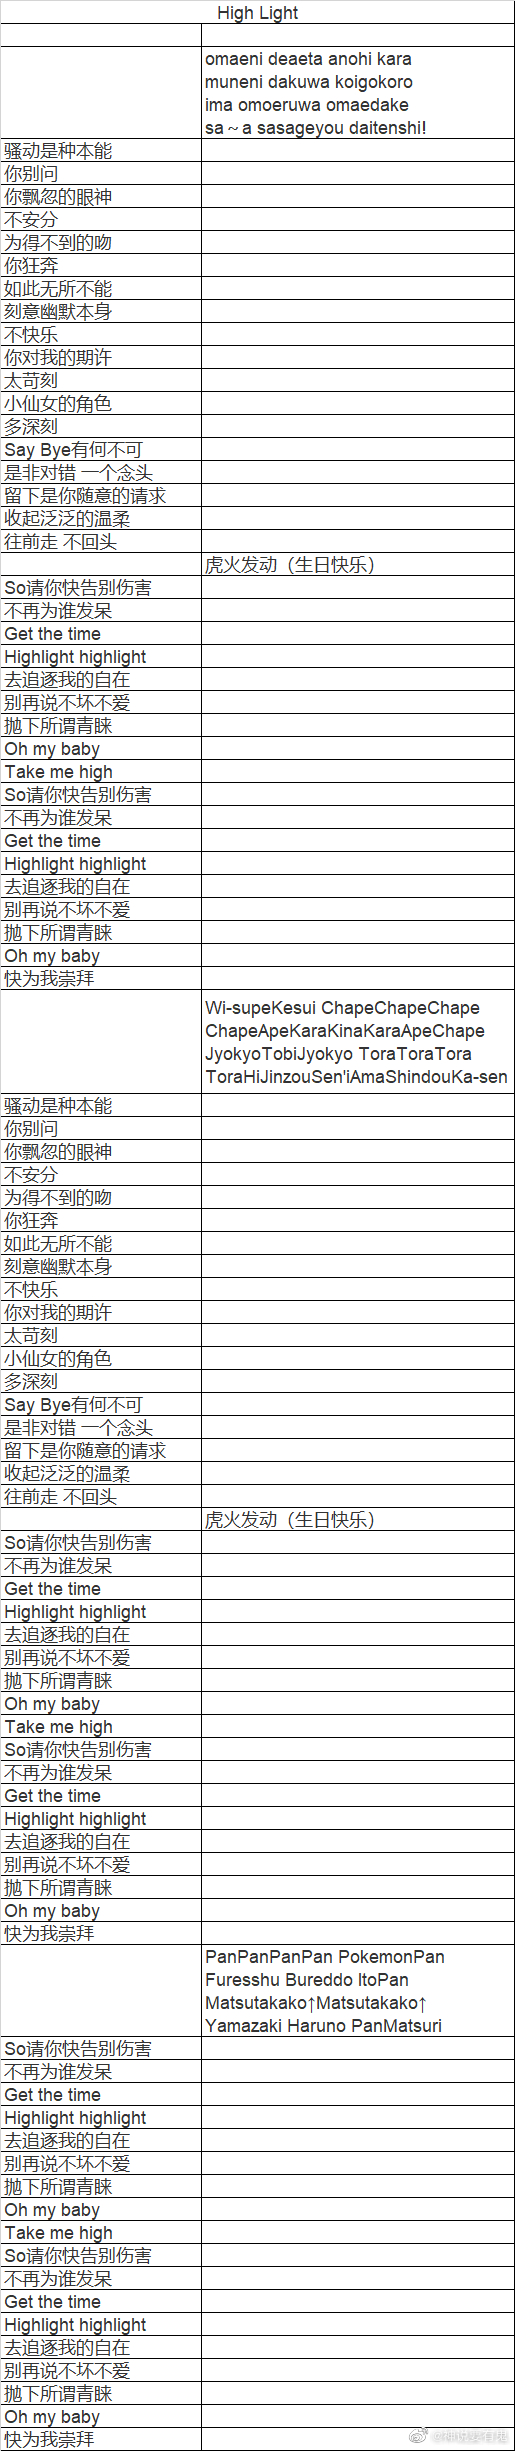 High Light
omaeni deaeta anohi kara
muneni dakuwa koigokoro
ima omoeruwa omaedake
sa～a sasageyou daitenshi!
骚动是种本能
你别问
你飘忽的眼神
不安分
为得不到的吻
你狂奔
如此无所不能
刻意幽默本身
不快乐
你对我的期许
太苛刻
小仙女的角色
多深刻
Say Bye有何不可
是非对错 一个念头
留下是你随意的请求
收起泛泛的温柔
往前走 不回头
虎火发动（生日快乐）
So请你快告别伤害
不再为谁发呆
Get the time
Highlight highlight
去追逐我的自在
别再说不坏不爱
抛下所谓青睐
Oh my baby
Take me high
So请你快告别伤害
不再为谁发呆
Get the time
Highlight highlight
去追逐我的自在
别再说不坏不爱
抛下所谓青睐
Oh my baby
快为我崇拜
Wi-supeKesui ChapeChapeChape
ChapeApeKaraKinaKaraApeChape
JyokyoTobiJyokyo ToraToraTora
ToraHiJinzouSen'iAmaShindouKa-sen
骚动是种本能
你别问
你飘忽的眼神
不安分
为得不到的吻
你狂奔
如此无所不能
刻意幽默本身
不快乐
你对我的期许
太苛刻
小仙女的角色
多深刻
Say Bye有何不可
是非对错 一个念头
留下是你随意的请求
收起泛泛的温柔
往前走 不回头
虎火发动（生日快乐）
So请你快告别伤害
不再为谁发呆
Get the time
Highlight highlight
去追逐我的自在
别再说不坏不爱
抛下所谓青睐
Oh my baby
Take me high
So请你快告别伤害
不再为谁发呆
Get the time
Highlight highlight
去追逐我的自在
别再说不坏不爱
抛下所谓青睐
Oh my baby
快为我崇拜
PanPanPanPan PokemonPan
Furesshu Bureddo ItoPan
Matsutakako↑Matsutakako↑
Yamazaki Haruno PanMatsuri
So请你快告别伤害
不再为谁发呆
Get the time
Highlight highlight
去追逐我的自在
别再说不坏不爱
抛下所谓青睐
Oh my baby
Take me high
So请你快告别伤害
不再为谁发呆
Get the time
Highlight highlight
去追逐我的自在
别再说不坏不爱
抛下所谓青睐
Oh my baby
快为我崇拜